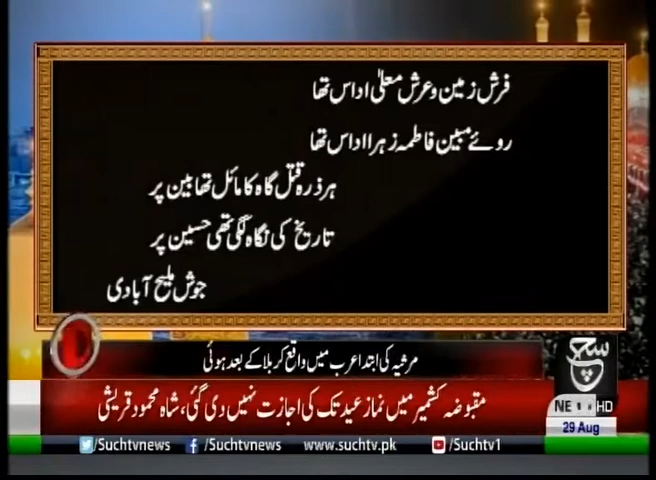 فرش زمین و عرش معلیٰ اداس تھا
روئے مبین فاطمہ زہرا اداس تھا
ہر ذرہ قتل گاہ کا مائل تھا بین پر
تاریخ کی نگاہ لگی تھی حسین پر
جوش ملیح آبادی
مرثیہ کی ابتدا عرب میں واقع کربلا کے بعد ہوئی
مقبوضہ کشمیر میں نماز عید تک کی اجازت نہیں دی گئی، شاہ محمود قریشی
سچ
NE HD
29 Aug
/Suchtvnews /Suchtvnews www.suchtv.pk /Suchtv1